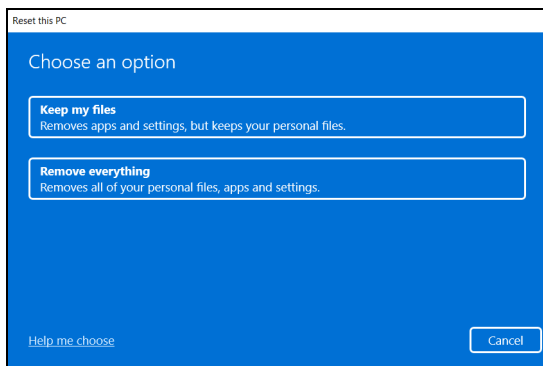 Reset this PC
Choose an option
Keep my files
Removes apps and settings, but keeps your personal files.
Remove everything
Removes all of your personal files, apps and settings.
Help me choose
Cancel